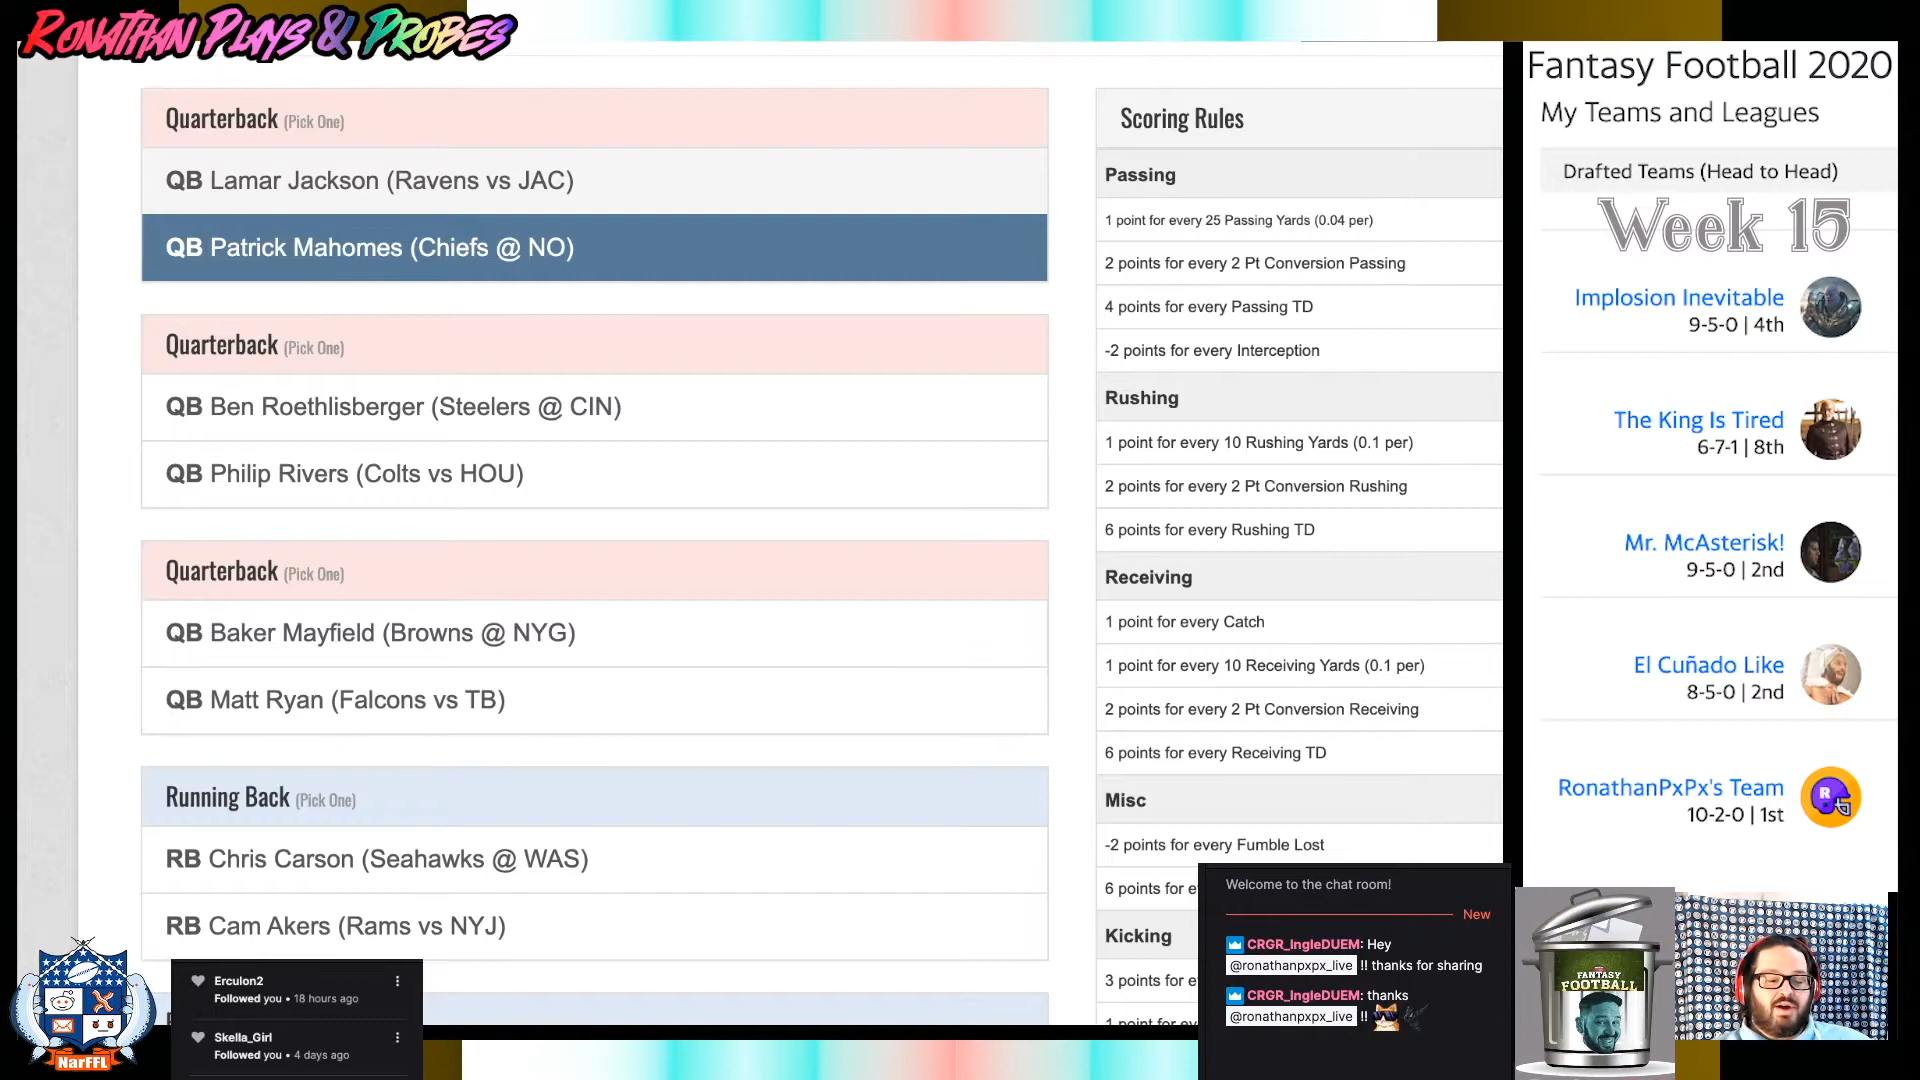 RONATHAN PLAYS & PROBES
Quarterback (Pick One)
QB Lamar Jackson (Ravens vs JAC)
QB Patrick Mahomes (Chiefs @ NO)
Quarterback (Pick One)
QB Ben Roethlisberger (Steelers @ CIN)
QB Philip Rivers (Colts vs HOU)
Quarterback (Pick One)
QB Baker Mayfield (Browns @ NYG)
QB Matt Ryan (Falcons vs TB)
Running Back (Pick One)
RB Chris Carson (Seahawks @ WAS)
RB Cam Akers (Rams vs NYJ)
Scoring Rules
Passing
1 point for every 25 Passing Yards (0.04 per)
2 points for every 2 Pt Conversion Passing
4 points for every Passing TD
-2 points for every Interception
Rushing
1 point for every 10 Rushing Yards (0.1 per)
2 points for every 2 Pt Conversion Rushing
6 points for every Rushing TD
Receiving
1 point for every Catch
1 point for every 10 Receiving Yards (0.1 per)
2 points for every 2 Pt Conversion Receiving
6 points for every Receiving TD
Misc
-2 points for every Fumble Lost
6 points for e
Kicking
3 points for e
1 point for ev
Fantasy Football 2020
My Teams and Leagues
Drafted Teams (Head to Head)
Week 15
Implosion Inevitable
9-5-0 | 4th
The King Is Tired
6-7-1 | 8th
Mr. McAsterisk!
9-5-0 | 2nd
El Cuñado Like
8-5-0 | 2nd
RonathanPxPx's Team
10-2-0 | 1st
R
Welcome to the chat room!
New
CRGR_IngleDUEM: Hey
@ronathanpxpx_live !! thanks for sharing
CRGR_IngleDUEM: thanks
@ronathanpxpx_live !!
FANTASY
FOOTBALL
NarFFL
Erculon2
Followed you • 18 hours ago
Skella_Girl
Followed you • 4 days ago